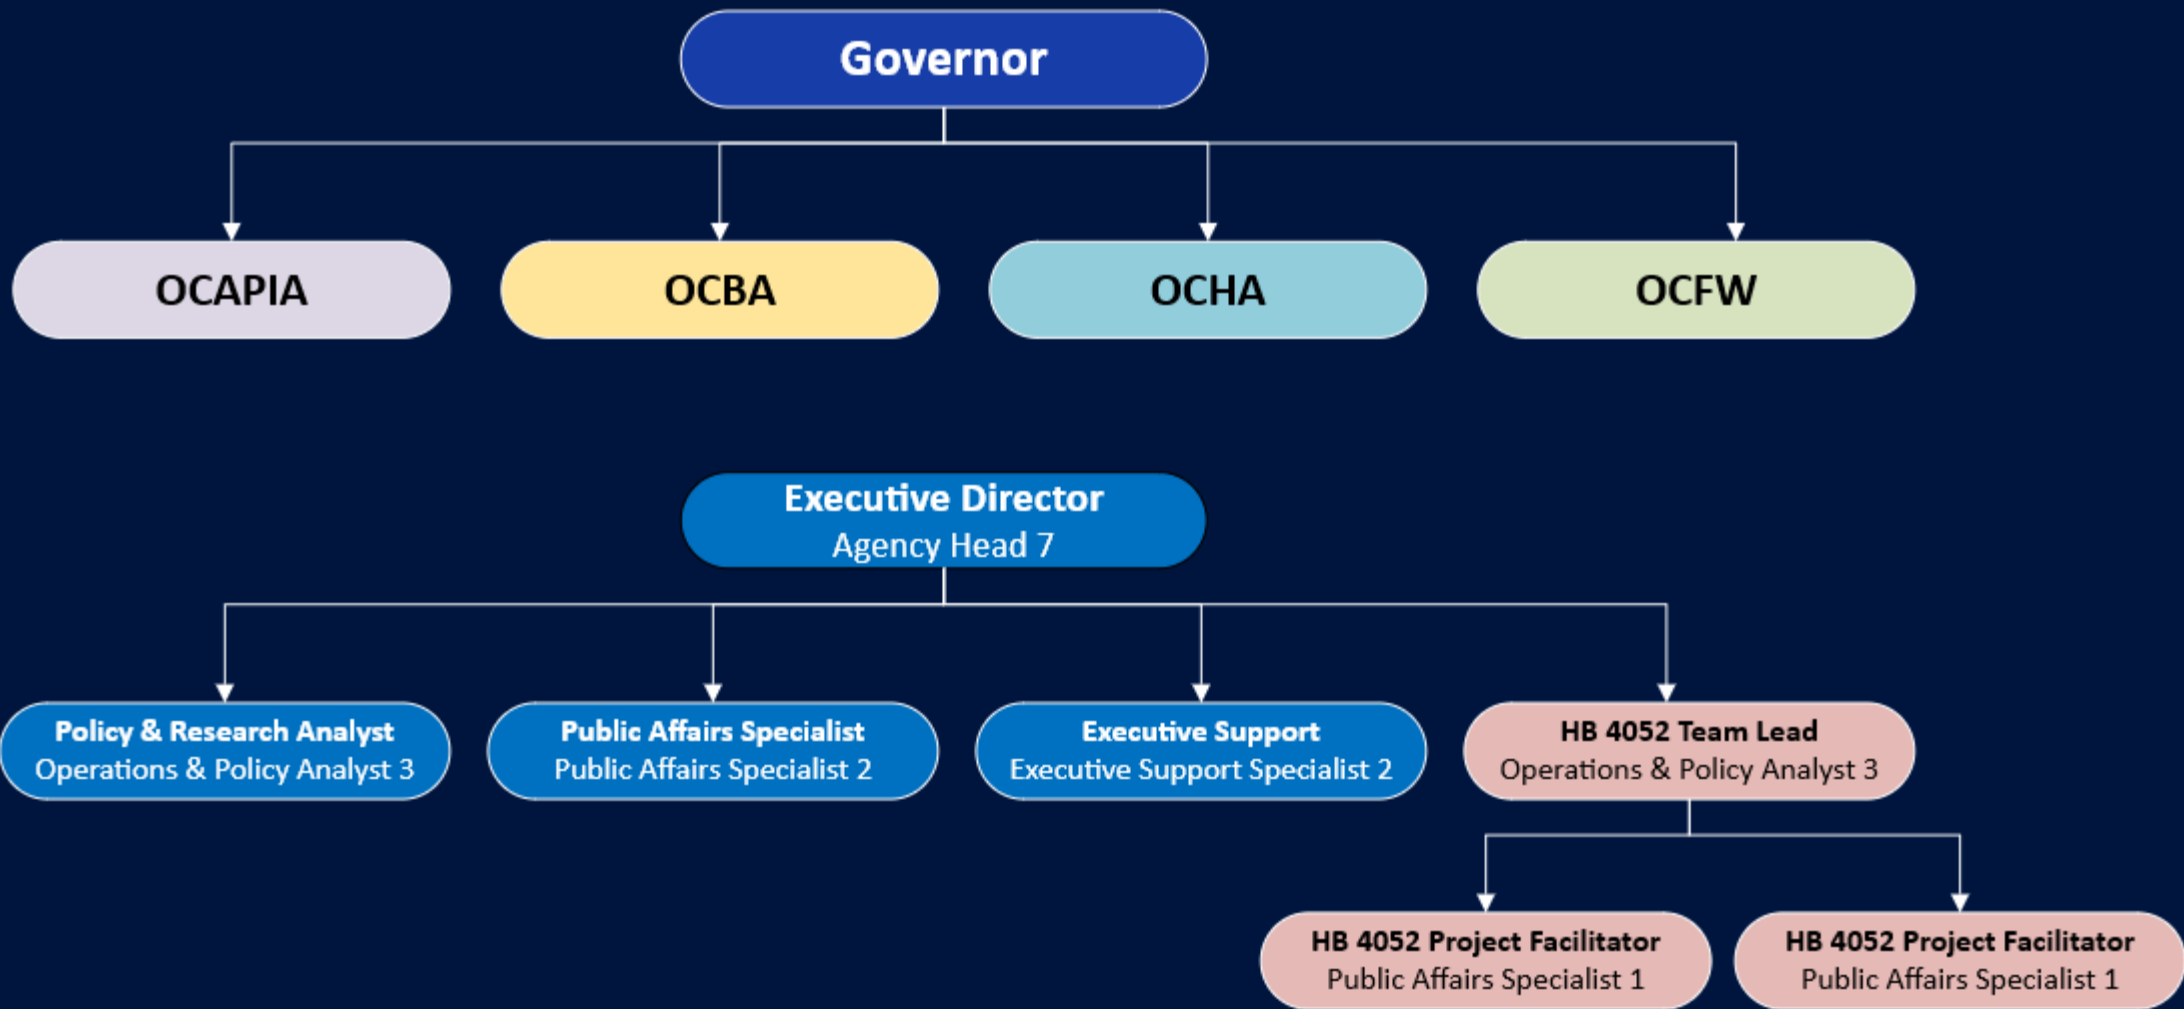 Governor
OCAPIA
OCBA
OCHA
OCFW
Executive Director
Agency Head 7
Policy & Research Analyst
Operations & Policy Analyst 3
Public Affairs Specialist
Public Affairs Specialist 2
Executive Support
Executive Support Specialist 2
HB 4052 Team Lead
Operations & Policy Analyst 3
HB 4052 Project Facilitator
Public Affairs Specialist 1
HB 4052 Project Facilitator
Public Affairs Specialist 1